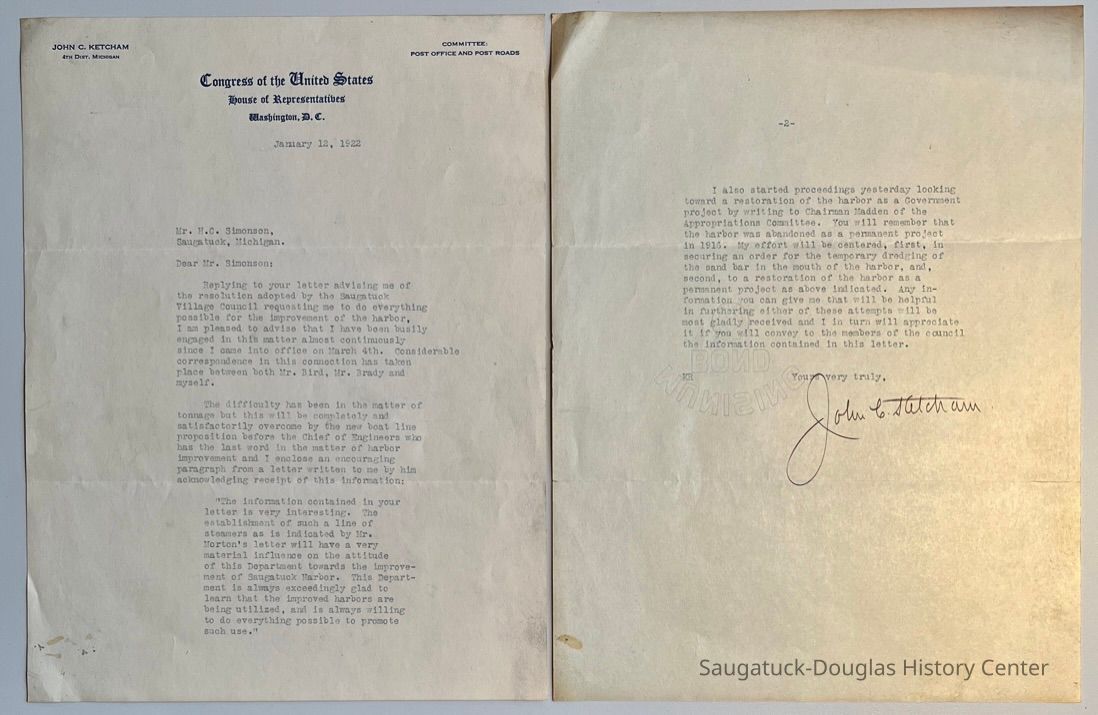 JOHN C. KETCHAM
4TH DIST. MICHIGAN
COMMITTEE:
POST OFFICE AND POST ROADS
Congress of the United States
House of Representatives
Washington, D. C.
January 12, 1922
Mr. H.C. Simonson,
Saugatuck, Michigan.
Dear Mr. Simonson:
Replying to your letter advising me of
the resolution adopted by the Saugatuck
Village Council requesting me to do everything
possible for the improvement of the harbor,
I am pleased to advise that I have been busily
engaged in this matter almost continuously
since I came into office on March 4th. Considerable
correspondence in this connection has taken
place between both Mr. Bird, Mr. Brady and
myself.
The difficulty has been in the matter of
tonnage but this will be completely and
satisfactorily overcome by the new boat line
proposition before the Chief of Engineers who
has the last word in the matter of harbor
improvement and I enclose an encouraging
paragraph from a letter written to me by him
acknowledging receipt of this information:
"The information contained in your
letter is very interesting. The
establishment of such a line of
steamers as is indicated by Mr.
Morton's letter will have a very
material influence on the attitude
of this Department towards the improve-
ment of Saugatuck Harbor. This Depart-
ment is always exceedingly glad to
learn that the improved harbors are
being utilized, and is always willing
to do everything possible to promote
such use."
-2-
I also started proceedings yesterday looking
toward a restoration of the harbor as a Government
project by writing to Chairman Madden of the
Appropriations Committee. You will remember that
the harbor was abandoned as a permanent project
in 1916. My effort will be centered, first, in
securing an order for the temporary dredging of
the sand bar in the mouth of the harbor, and,
second, to a restoration of the harbor as a
permanent project as above indicated. Any in-
formation you can give me that will be helpful
in furthering either of these attempts will be
most gladly received and I in turn will appreciate
it if you will convey to the members of the council
the information contained in this letter.
BOND
KR
Yours very truly,
John C. Ketcham.
Saugatuck-Douglas History Center